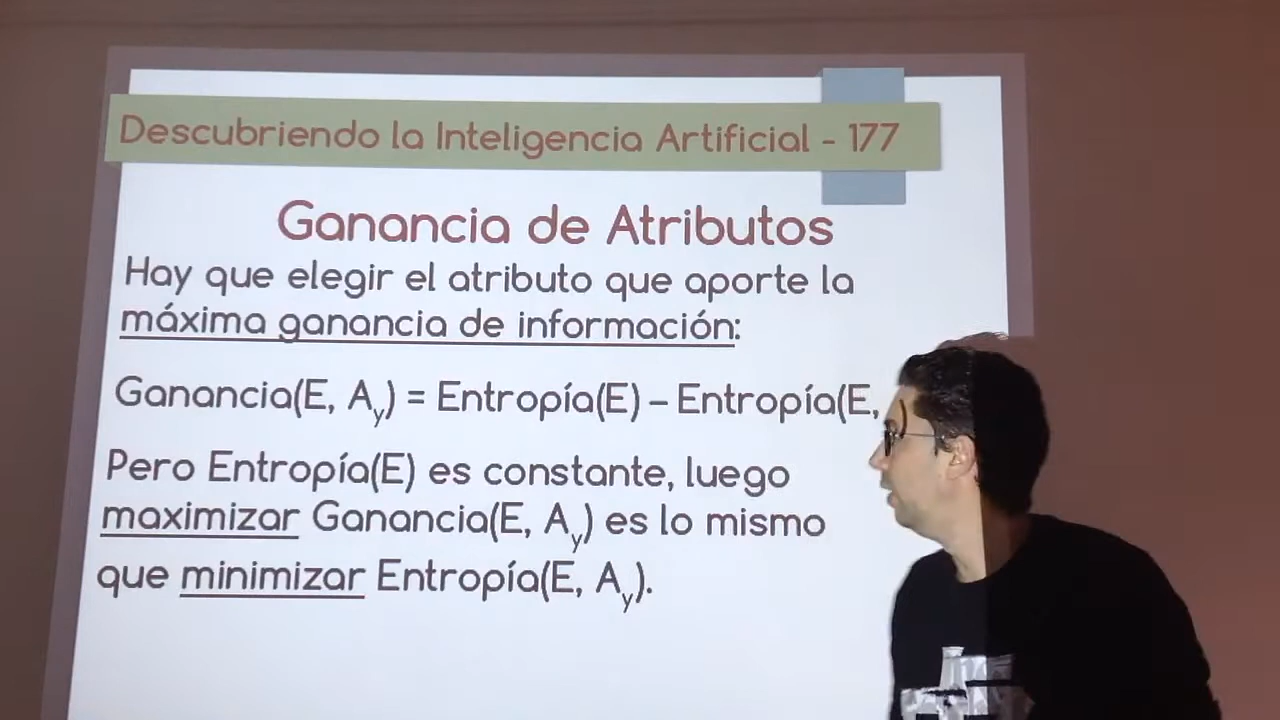 Descubriendo la Inteligencia Artificial - 177
Ganancia de Atributos
Hay que elegir el atributo que aporte la
máxima ganancia de información:
Ganancia(E, Ay) = Entropía(E) – Entropía(E,
Pero Entropía(E) es constante, luego
maximizar Ganancia(E, Ay) es lo mismo
que minimizar Entropía(E, Ay).